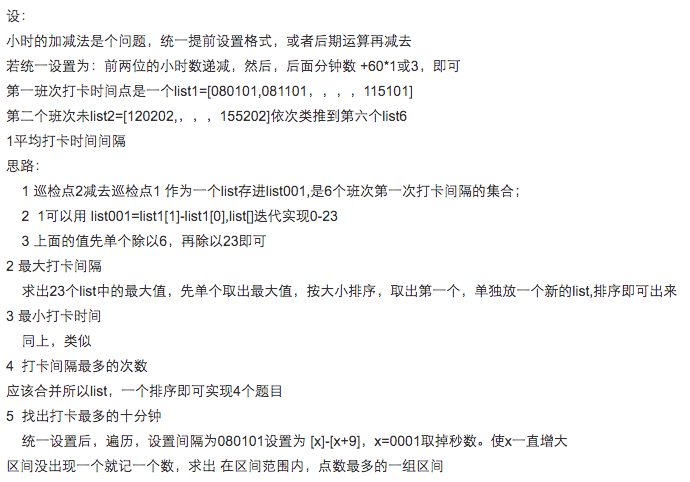 设：
小时的加减法是个问题，统一提前设置格式，或者后期运算再减去
若统一设置为：前两位的小时数递减，然后，后面分钟数 +60*1或3，即可
第一班次打卡时间点是一个list1=[080101,081101，，，，115101]
第二个班次未list2=[120202,，，，155202]依次类推到第六个list6
1平均打卡时间间隔
思路：
1 巡检点2减去巡检点1 作为一个list存进list001,是6个班次第一次打卡间隔的集合；
2  1可以用 list001=list1[1]-list1[0],list[]迭代实现0-23
3 上面的值先单个除以6，再除以23即可
2 最大打卡间隔
求出23个list中的最大值，先单个取出最大值，按大小排序，取出第一个，单独放一个新的list,排序即可出来
3 最小打卡时间
同上，类似
4  打卡间隔最多的次数
应该合并所以list，一个排序即可实现4个题目
5  找出打卡最多的十分钟
统一设置后，遍历，设置间隔为080101设置为 [x]-[x+9]，x=0001取掉秒数。使x一直增大
区间没出现一个就记一个数，求出 在区间范围内，点数最多的一组区间